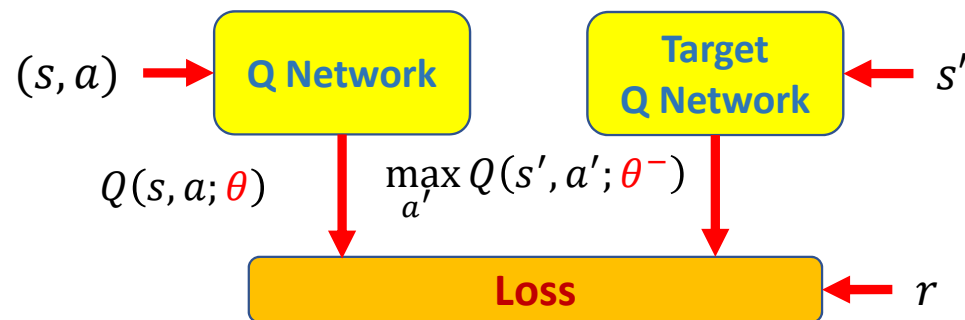 (s, a)
Q Network
Target
Q Network
s′
Q(s, a; θ)
max Q(s′, a′; θ⁻)
a′
Loss
r